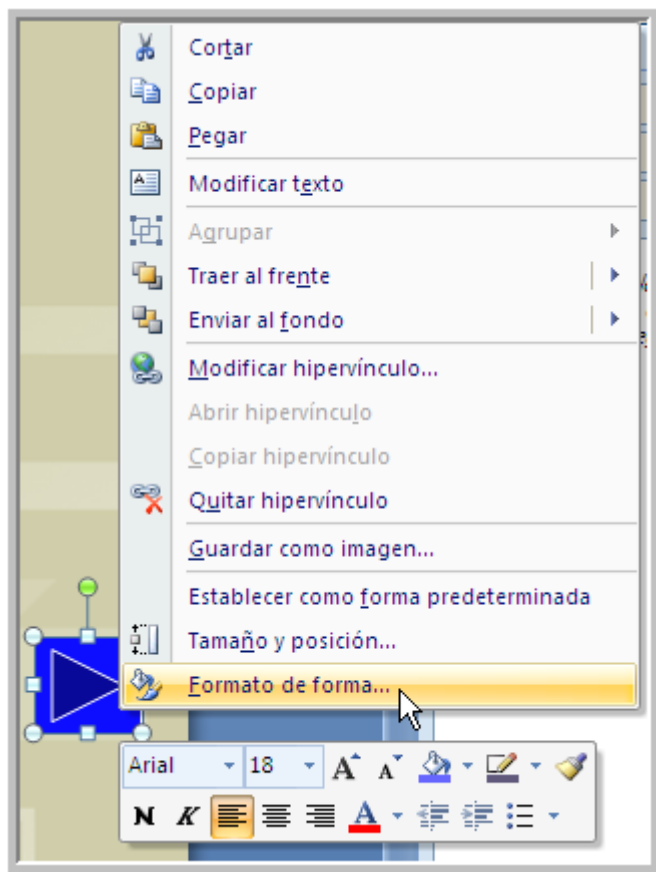 Cortar
Copiar
Pegar
Modificar texto
Agrupar
Traer al frente
Enviar al fondo
Modificar hipervínculo...
Abrir hipervínculo
Copiar hipervínculo
Quitar hipervínculo
Guardar como imagen...
Establecer como forma predeterminada
Tamaño y posición...
Formato de forma...
Arial 18 A A
N K A